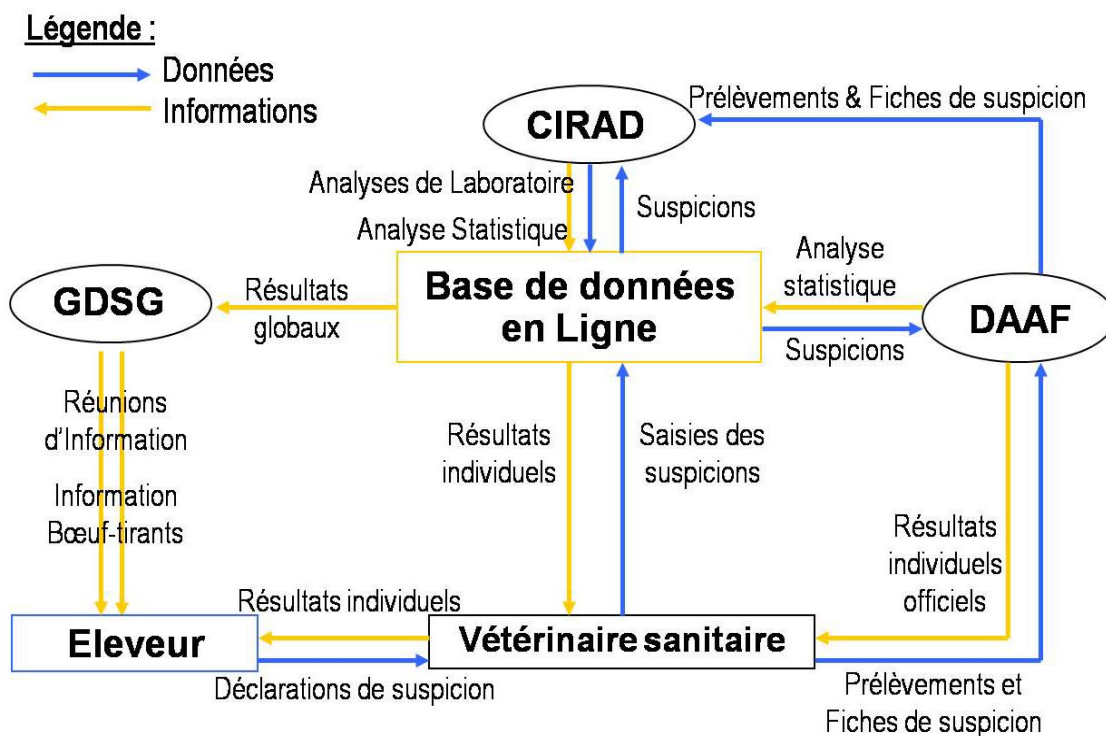 Légende :
Données
Informations
Prélèvements & Fiches de suspicion
CIRAD
Analyses de Laboratoire
Suspicions
Analyse Statistique
Analyse
statistique
GDSG
Résultats
globaux
Base de données
en Ligne
DAAF
Suspicions
Réunions
d'Information
Résultats
individuels
Saisies des
suspicions
Information
Bœuf-tirants
Résultats
individuels
officiels
Résultats individuels
Eleveur
Vétérinaire sanitaire
Déclarations de suspicion
Prélèvements et
Fiches de suspicion